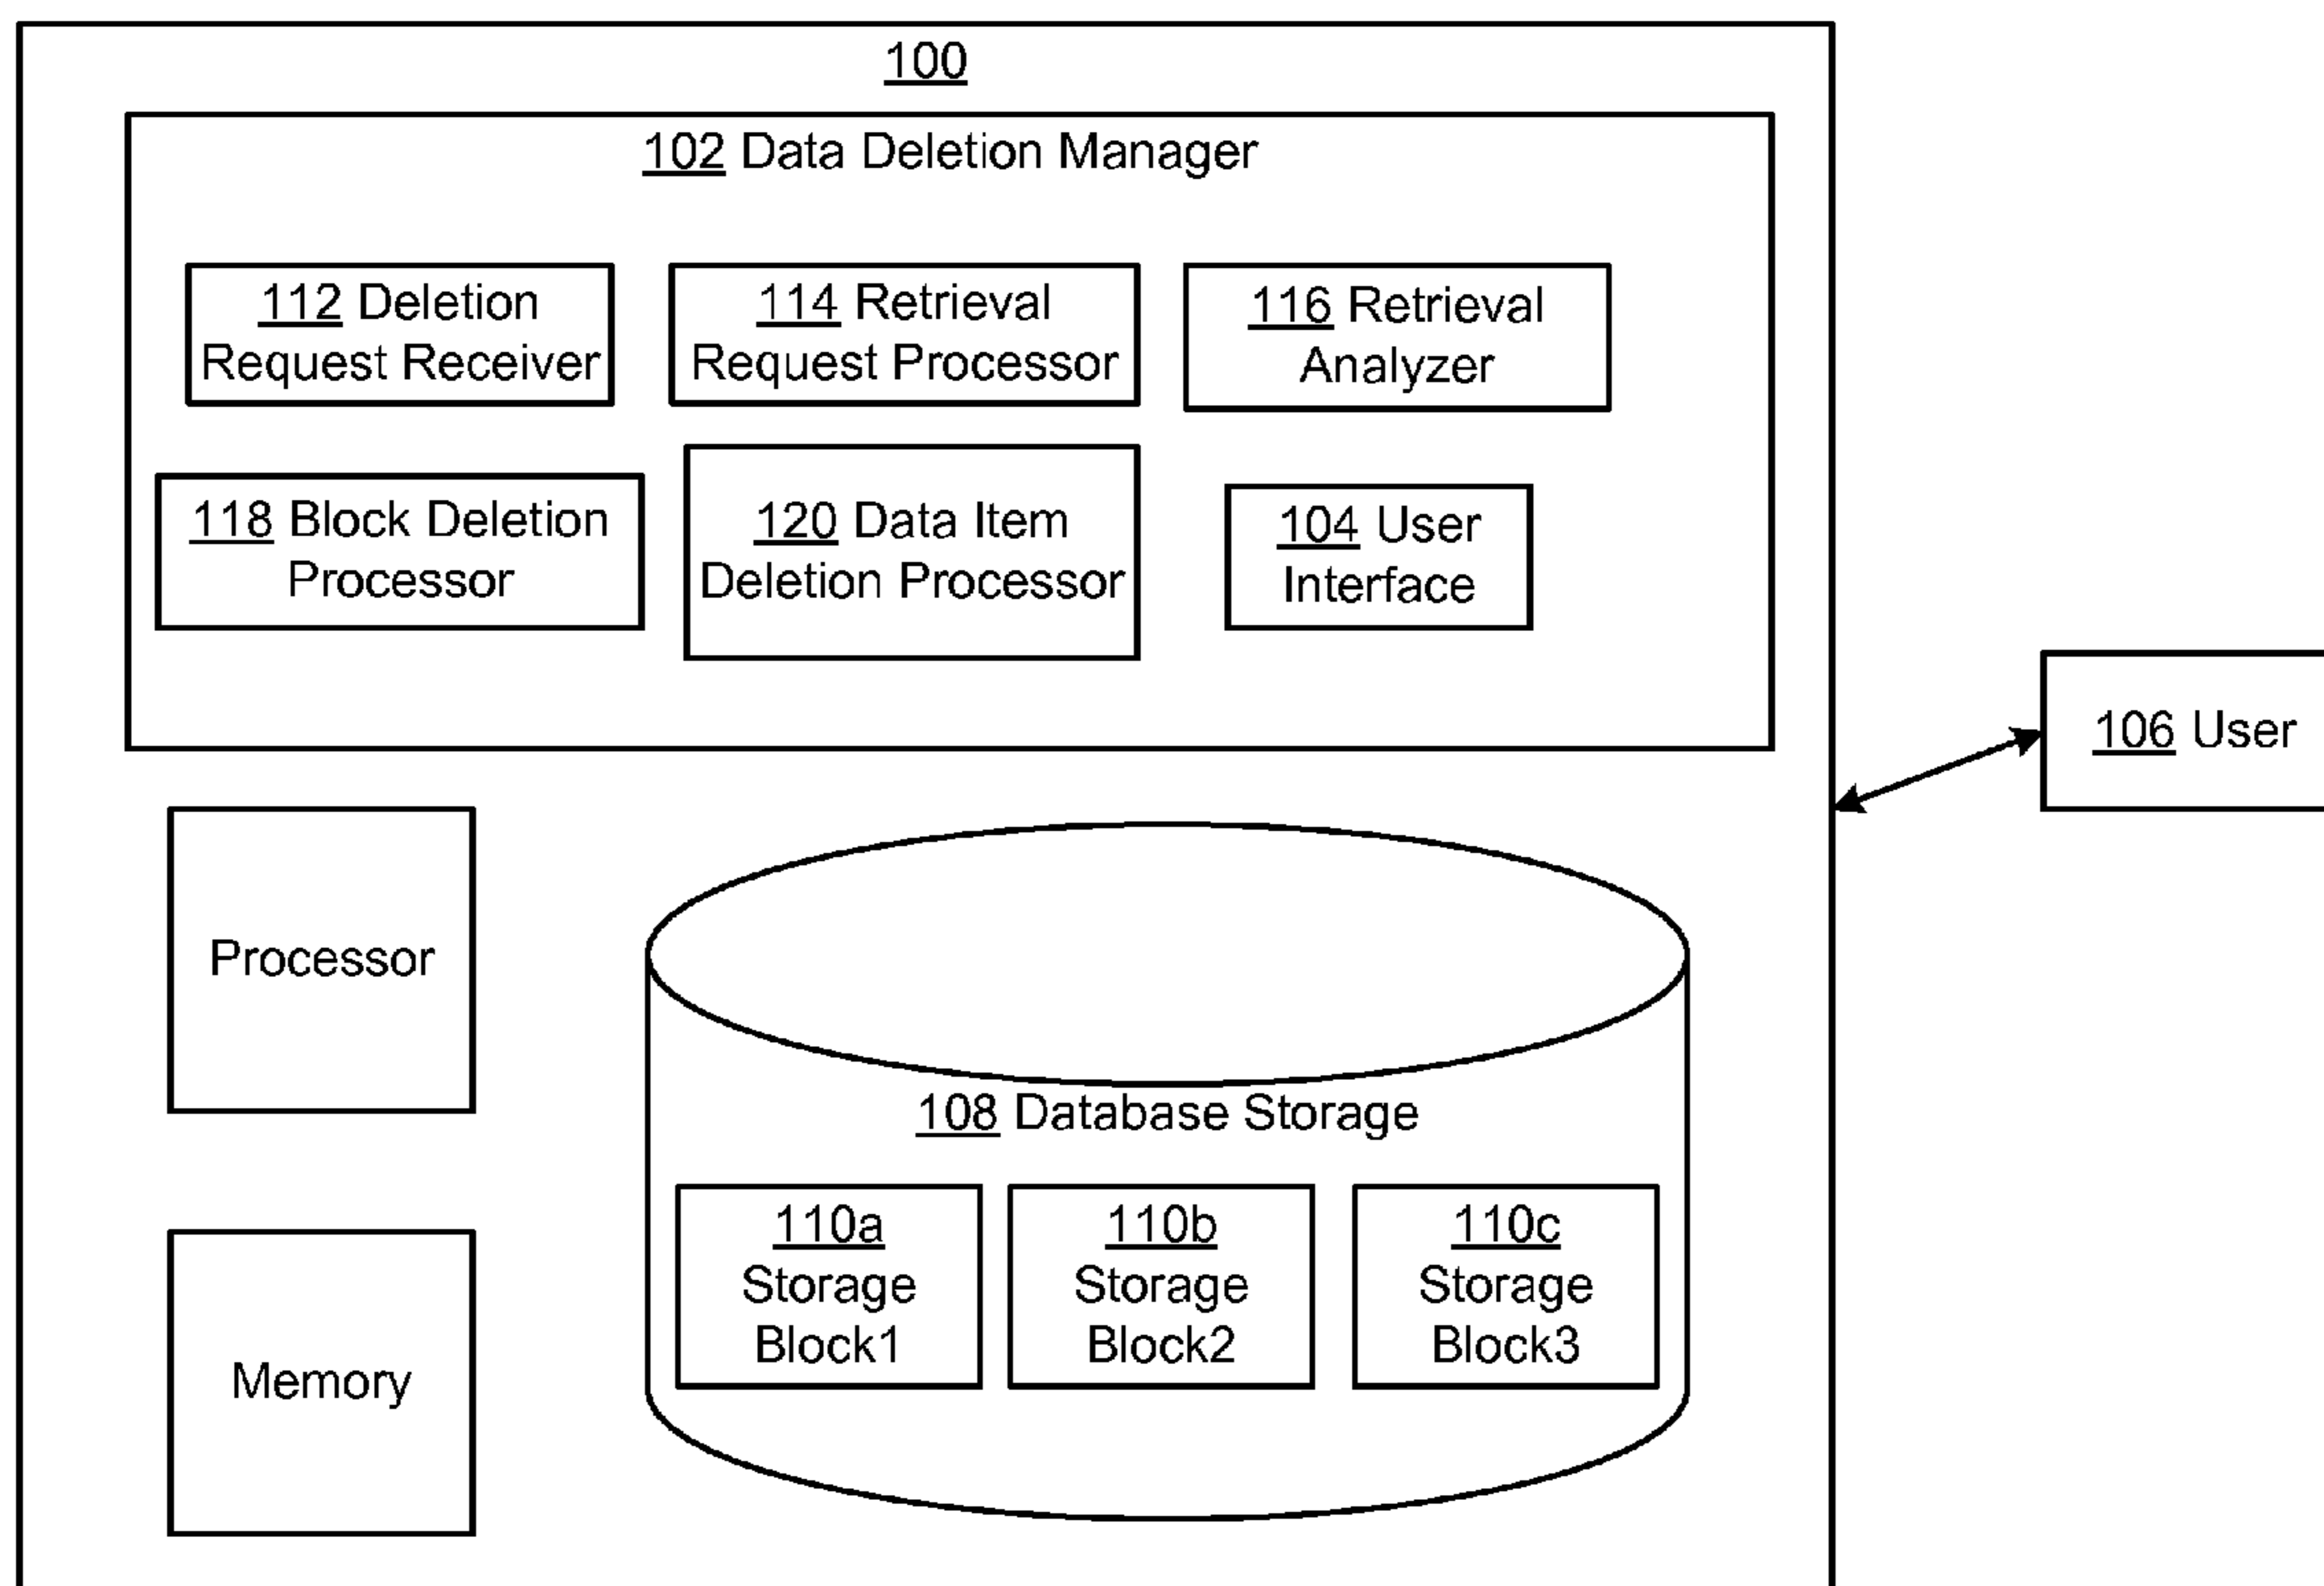 100
102 Data Deletion Manager
112 Deletion
Request Receiver
114 Retrieval
Request Processor
116 Retrieval
Analyzer
118 Block Deletion
Processor
120 Data Item
Deletion Processor
104 User
Interface
106 User
Processor
108 Database Storage
110a
Storage
Block1
110b
Storage
Block2
110c
Storage
Block3
Memory